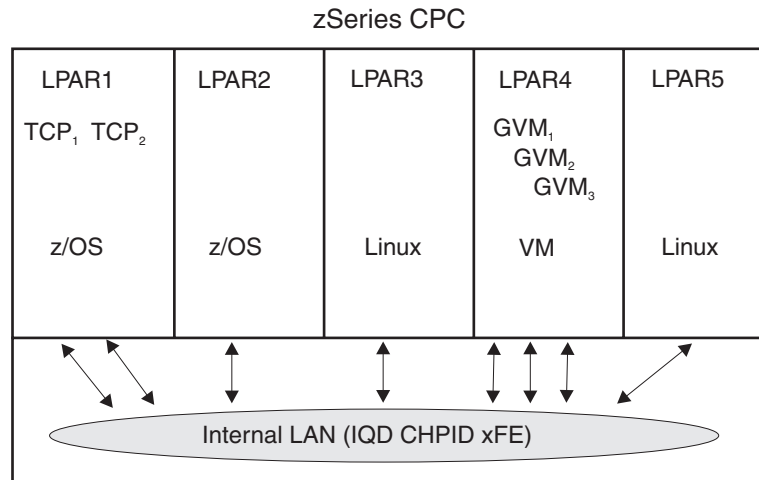 zSeries CPC
LPAR1 LPAR2 LPAR3 LPAR4 LPAR5
TCP₁ TCP₂ GVM₁
GVM₂
GVM₃
z/OS z/OS Linux VM Linux
Internal LAN (IQD CHPID xFE)